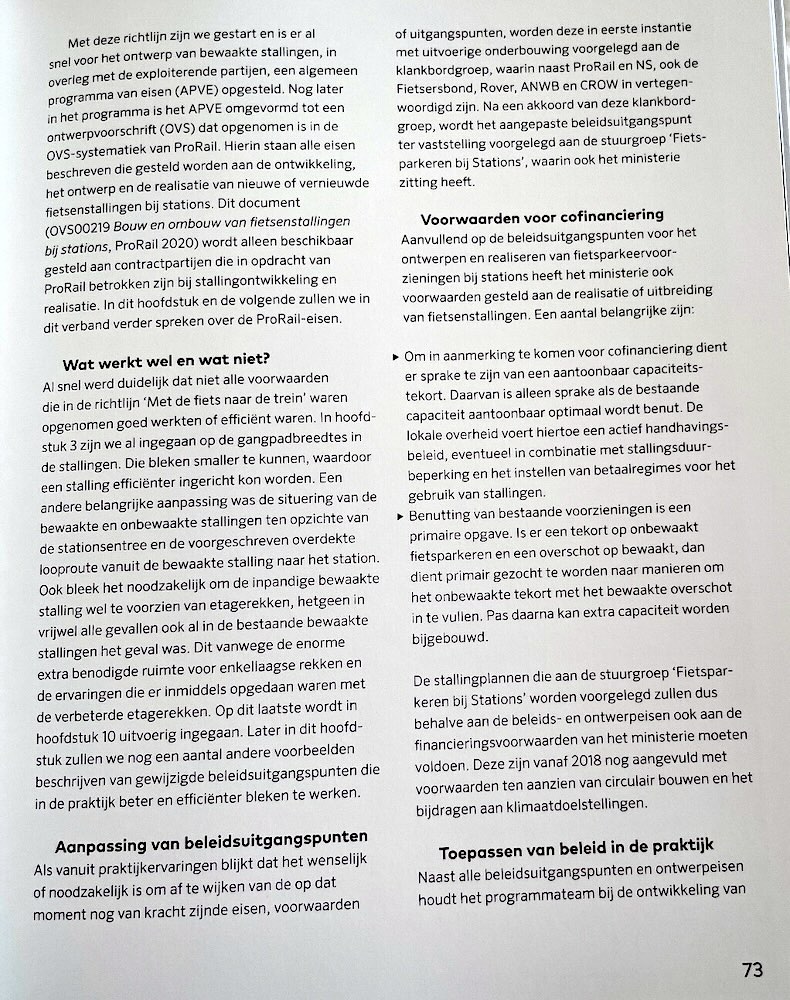 Met deze richtlijn zijn we gestart en is er al
snel voor het ontwerp van bewaakte stallingen, in
overleg met de exploiterende partijen, een algemeen
programma van eisen (APVE) opgesteld. Nog later
in het programma is het APVE omgevormd tot een
ontwerpvoorschrift (OVS) dat opgenomen is in de
OVS-systematiek van ProRail. Hierin staan alle eisen
beschreven die gesteld worden aan de ontwikkeling,
het ontwerp en de realisatie van nieuwe of vernieuwde
fietsenstallingen bij stations. Dit document
(OVS00219 Bouw en ombouw van fietsenstallingen
bij stations, ProRail 2020) wordt alleen beschikbaar
gesteld aan contractpartijen die in opdracht van
ProRail betrokken zijn bij stallingontwikkeling en
realisatie. In dit hoofdstuk en de volgende zullen we in
dit verband verder spreken over de ProRail-eisen.
Wat werkt wel en wat niet?
Al snel werd duidelijk dat niet alle voorwaarden
die in de richtlijn ‘Met de fiets naar de trein’ waren
opgenomen goed werkten of efficiënt waren. In hoofd-
stuk 3 zijn we al ingegaan op de gangpadbreedtes in
de stallingen. Die bleken smaller te kunnen, waardoor
een stalling efficiënter ingericht kon worden. Een
andere belangrijke aanpassing was de situering van de
bewaakte en onbewaakte stallingen ten opzichte van
de stationsentree en de voorgeschreven overdekte
looproute vanuit de bewaakte stalling naar het station.
Ook bleek het noodzakelijk om de inpandige bewaakte
stalling wel te voorzien van etagerekken, hetgeen in
vrijwel alle gevallen ook al in de bestaande bewaakte
stallingen het geval was. Dit vanwege de enorme
extra benodigde ruimte voor enkellaagse rekken en
de ervaringen die er inmiddels opgedaan waren met
de verbeterde etagerekken. Op dit laatste wordt in
hoofdstuk 10 uitvoerig ingegaan. Later in dit hoofd-
stuk zullen we nog een aantal andere voorbeelden
beschrijven van gewijzigde beleidsuitgangspunten die
in de praktijk beter en efficiënter bleken te werken.
Aanpassing van beleidsuitgangspunten
Als vanuit praktijkervaringen blijkt dat het wenselijk
of noodzakelijk is om af te wijken van de op dat
moment nog van kracht zijnde eisen, voorwaarden
of uitgangspunten, worden deze in eerste instantie
met uitvoerige onderbouwing voorgelegd aan de
klankbordgroep, waarin naast ProRail en NS, ook de
Fietsersbond, Rover, ANWB en CROW in vertegen-
woordigd zijn. Na een akkoord van deze klankbord-
groep, wordt het aangepaste beleidsuitgangspunt
ter vaststelling voorgelegd aan de stuurgroep ‘Fiets-
parkeren bij Stations’, waarin ook het ministerie
zitting heeft.
Voorwaarden voor cofinanciering
Aanvullend op de beleidsuitgangspunten voor het
ontwerpen en realiseren van fietsparkeervoor-
zieningen bij stations heeft het ministerie ook
voorwaarden gesteld aan de realisatie of uitbreiding
van fietsenstallingen. Een aantal belangrijke zijn:
▸ Om in aanmerking te komen voor cofinanciering dient
er sprake te zijn van een aantoonbaar capaciteits-
tekort. Daarvan is alleen sprake als de bestaande
capaciteit aantoonbaar optimaal wordt benut. De
lokale overheid voert hiertoe een actief handhavings-
beleid, eventueel in combinatie met stallingsduur-
beperking en het instellen van betaalregimes voor het
gebruik van stallingen.
▸ Benutting van bestaande voorzieningen is een
primaire opgave. Is er een tekort op onbewaakt
fietsparkeren en een overschot op bewaakt, dan
dient primair gezocht te worden naar manieren om
het onbewaakte tekort met het bewaakte overschot
in te vullen. Pas daarna kan extra capaciteit worden
bijgebouwd.
De stallingplannen die aan de stuurgroep ‘Fietspar-
keren bij Stations’ worden voorgelegd zullen dus
behalve aan de beleids- en ontwerpeisen ook aan de
financieringsvoorwaarden van het ministerie moeten
voldoen. Deze zijn vanaf 2018 nog aangevuld met
voorwaarden ten aanzien van circulair bouwen en het
bijdragen aan klimaatdoelstellingen.
Toepassen van beleid in de praktijk
Naast alle beleidsuitgangspunten en ontwerpeisen
houdt het programmateam bij de ontwikkeling van
73